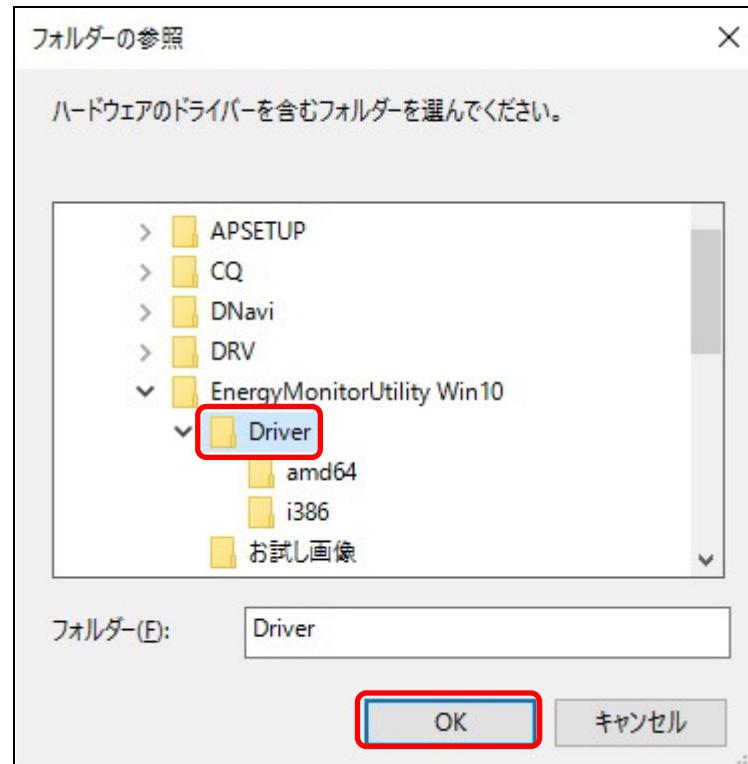 フォルダーの参照
ハードウェアのドライバーを含むフォルダーを選んでください。
APSETUP
CQ
DNavi
DRV
EnergyMonitorUtility Win10
Driver
amd64
i386
お試し画像
フォルダー(F): Driver
OK キャンセル